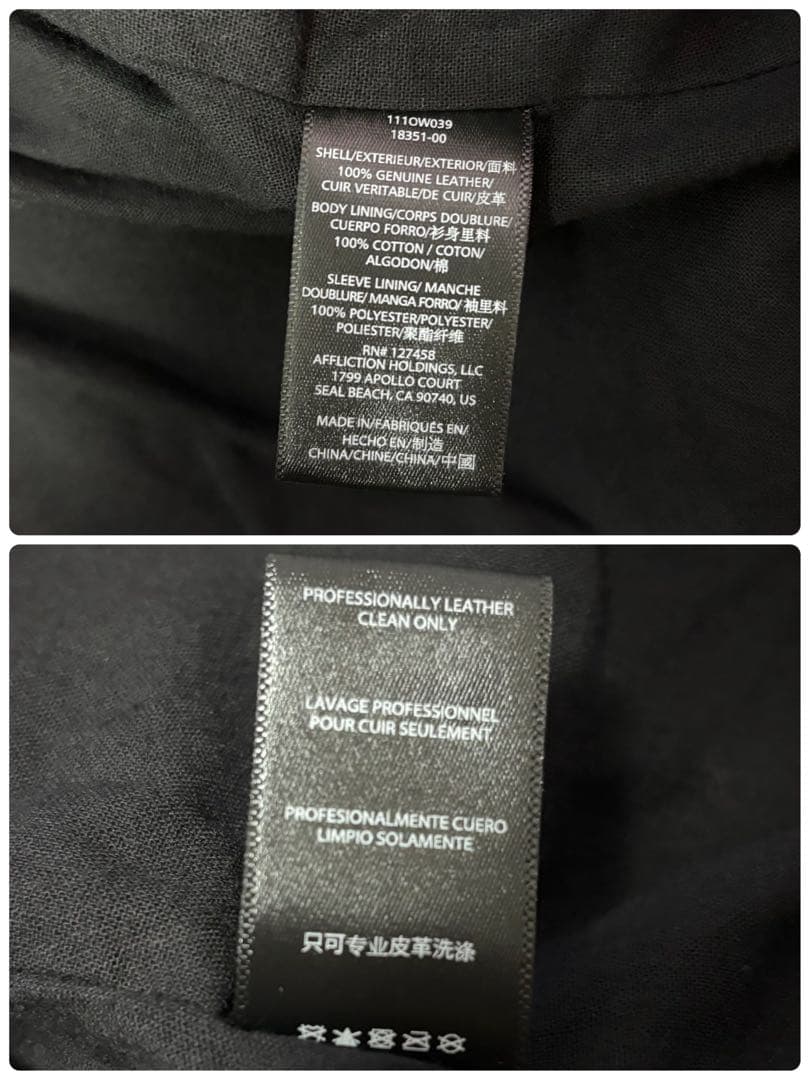 111OW039
18351-00
SHELL/EXTERIEUR/EXTERIOR/面料
100% GENUINE LEATHER/
CUIR VERITABLE/DE CUIR/皮革
BODY LINING/CORPS DOUBLURE/
CUERPO FORRO/衫身里料
100% COTTON / COTON/
ALGODON/棉
SLEEVE LINING/ MANCHE
DOUBLURE/ MANGA FORRO/ 袖里料
100% POLYESTER/POLYESTER/
POLIESTER/聚酯纤维
RN# 127458
AFFLICTION HOLDINGS, LLC
1799 APOLLO COURT
SEAL BEACH, CA 90740, US
MADE IN/FABRIQUÉS EN/
HECHO EN/制造
CHINA/CHINE/CHINA/中國
PROFESSIONALLY LEATHER
CLEAN ONLY
LAVAGE PROFESSIONNEL
POUR CUIR SEULEMENT
PROFESIONALMENTE CUERO
LIMPIO SOLAMENTE
只可专业皮革洗涤